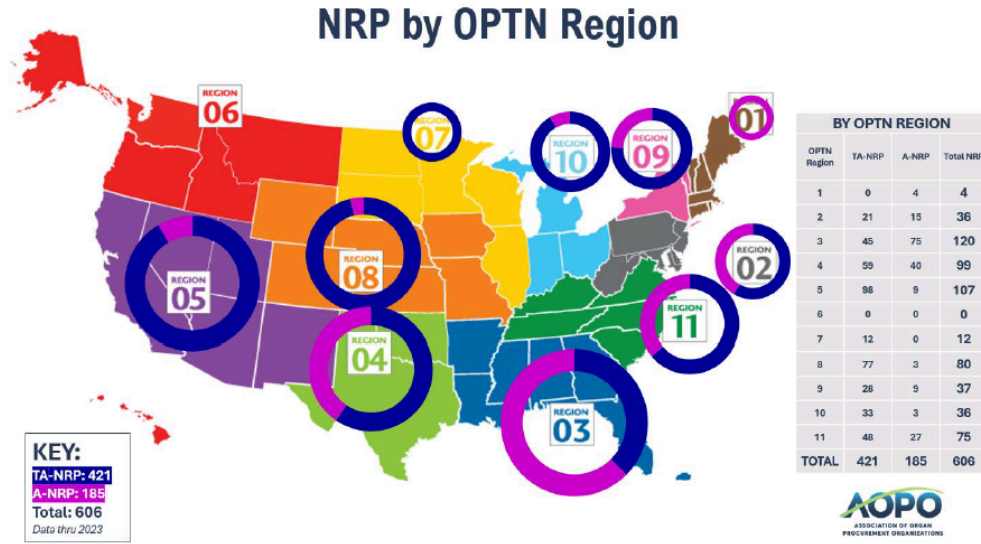 NRP by OPTN Region
REGION
06
REGION
07
REGION
10
REGION
09
REGION
01
REGION
05
REGION
08
REGION
02
REGION
04
REGION
11
REGION
03
KEY:
TA-NRP: 421
A-NRP: 185
Total: 606
Data thru 2023
BY OPTN REGION
OPTN Region TA-NRP A-NRP Total NRP
1 0 4 4
2 21 15 36
3 45 75 120
4 59 40 99
5 98 9 107
6 0 0 0
7 12 0 12
8 77 3 80
9 28 9 37
10 33 3 36
11 48 27 75
TOTAL 421 185 606
AOPO
ASSOCIATION OF ORGAN
PROCUREMENT ORGANIZATIONS